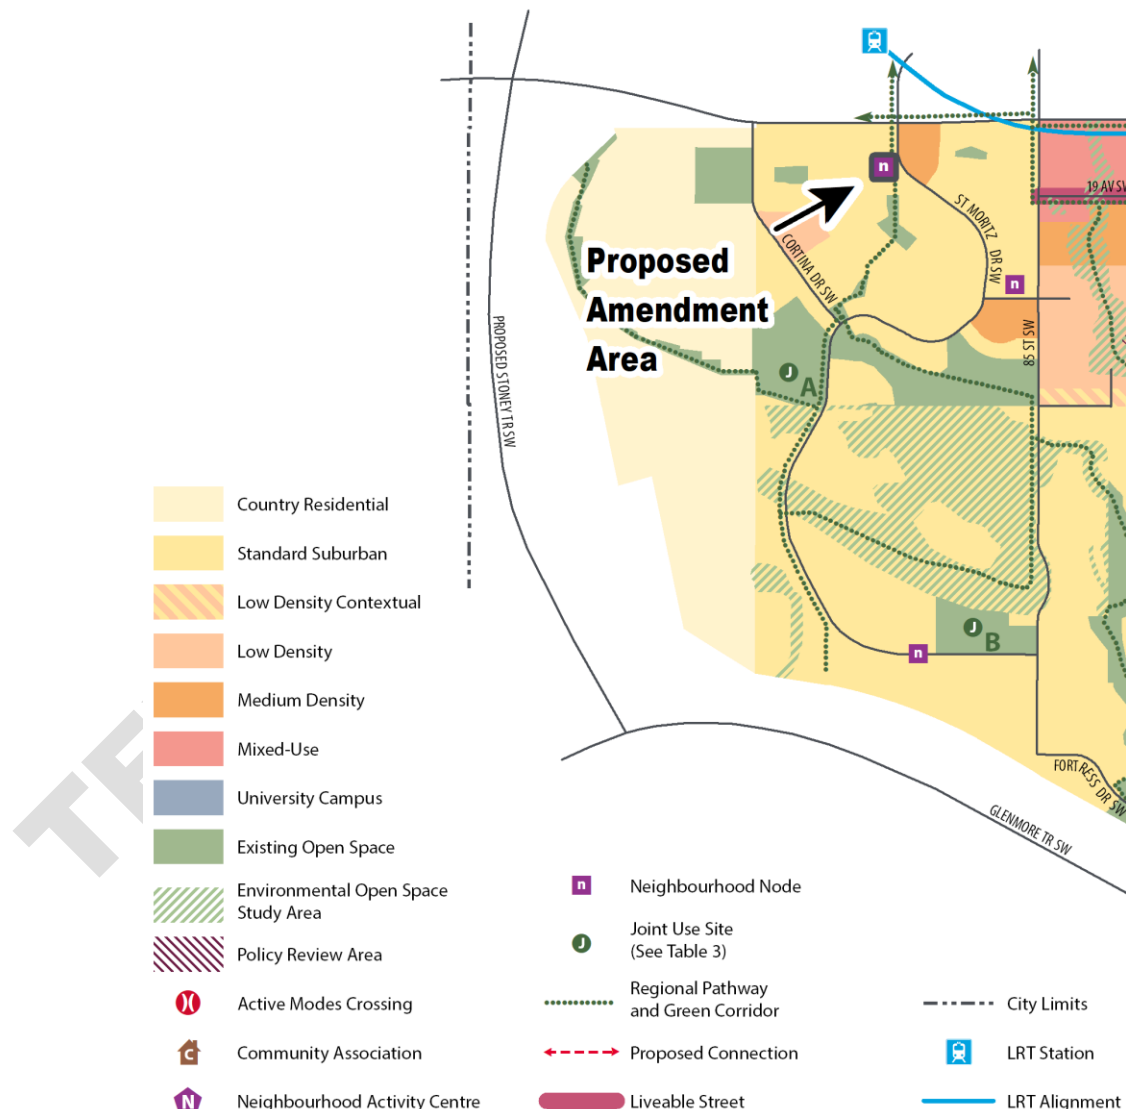 n
19 AV SW
ST MORITZ DR SW
CORTINA DR SW
Proposed
Amendment
Area
n
85 ST SW
PROPOSED STONEY TR SW
J
A
J
B
n
FORTRESS DR SW
GLENMORE TR SW
Country Residential
Standard Suburban
Low Density Contextual
Low Density
Medium Density
Mixed-Use
University Campus
Existing Open Space
Environmental Open Space
Study Area
Policy Review Area
Active Modes Crossing
C
Community Association
N
Neighbourhood Activity Centre
n
Neighbourhood Node
J
Joint Use Site
(See Table 3)
Regional Pathway
and Green Corridor
Proposed Connection
Liveable Street
City Limits
LRT Station
LRT Alignment